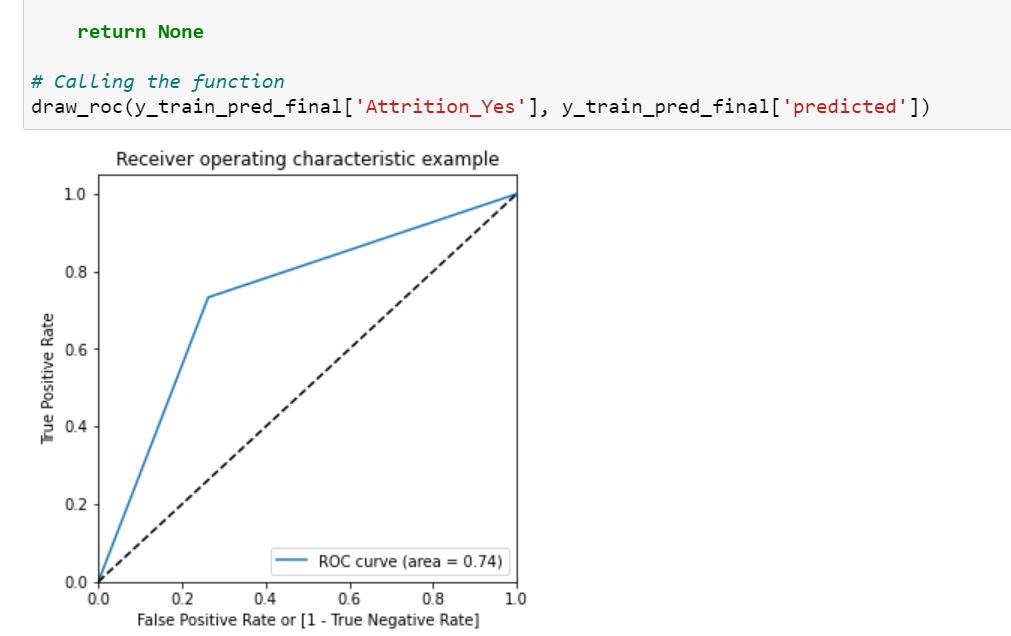 return None
# Calling the function
draw_roc(y_train_pred_final['Attrition_Yes'], y_train_pred_final['predicted'])
Receiver operating characteristic example
1.0
0.8
0.6
0.4
0.2
0.0
True Positive Rate
ROC curve (area = 0.74)
0.0 0.2 0.4 0.6 0.8 1.0
False Positive Rate or [1 - True Negative Rate]